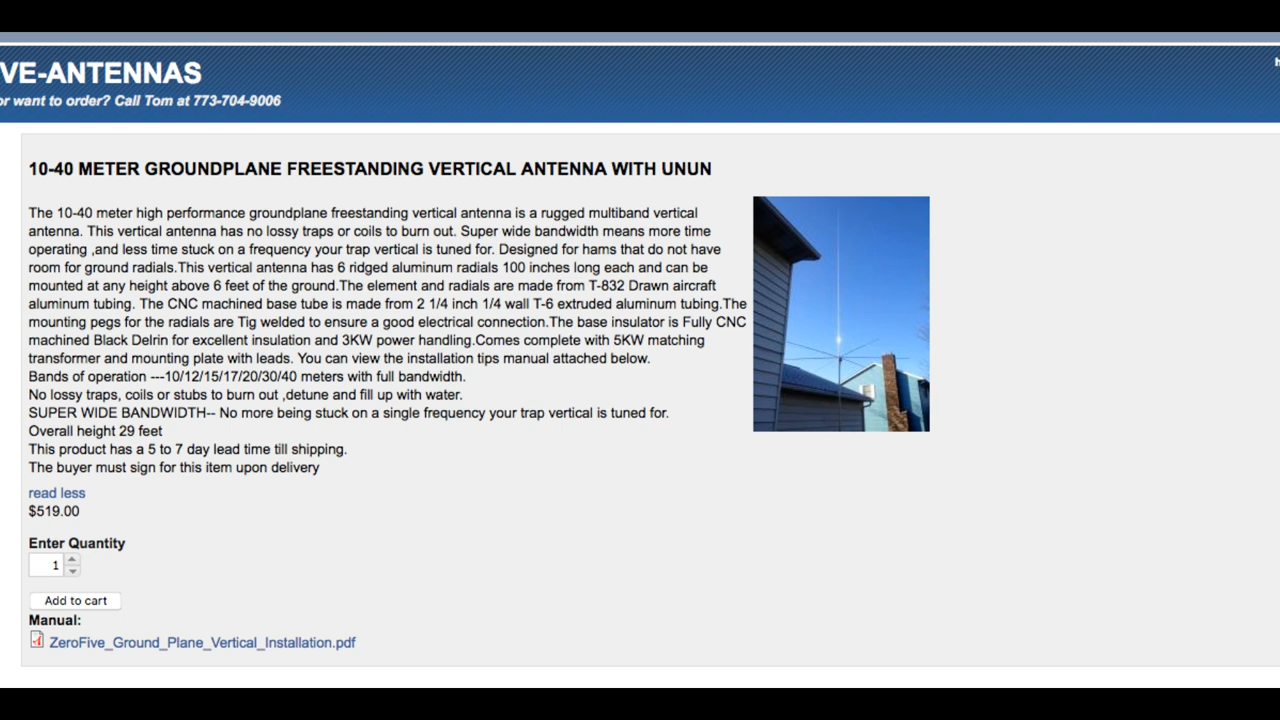 VE-ANTENNAS
or want to order? Call Tom at 773-704-9006
10-40 METER GROUNDPLANE FREESTANDING VERTICAL ANTENNA WITH UNUN
The 10-40 meter high performance groundplane freestanding vertical antenna is a rugged multiband vertical
antenna. This vertical antenna has no lossy traps or coils to burn out. Super wide bandwidth means more time
operating ,and less time stuck on a frequency your trap vertical is tuned for. Designed for hams that do not have
room for ground radials.This vertical antenna has 6 ridged aluminum radials 100 inches long each and can be
mounted at any height above 6 feet of the ground.The element and radials are made from T-832 Drawn aircraft
aluminum tubing. The CNC machined base tube is made from 2 1/4 inch 1/4 wall T-6 extruded aluminum tubing.The
mounting pegs for the radials are Tig welded to ensure a good electrical connection.The base insulator is Fully CNC
machined Black Delrin for excellent insulation and 3KW power handling.Comes complete with 5KW matching
transformer and mounting plate with leads. You can view the installation tips manual attached below.
Bands of operation ---10/12/15/17/20/30/40 meters with full bandwidth.
No lossy traps, coils or stubs to burn out ,detune and fill up with water.
SUPER WIDE BANDWIDTH-- No more being stuck on a single frequency your trap vertical is tuned for.
Overall height 29 feet
This product has a 5 to 7 day lead time till shipping.
The buyer must sign for this item upon delivery
read less
$519.00
Enter Quantity
1
Add to cart
Manual:
ZeroFive_Ground_Plane_Vertical_Installation.pdf